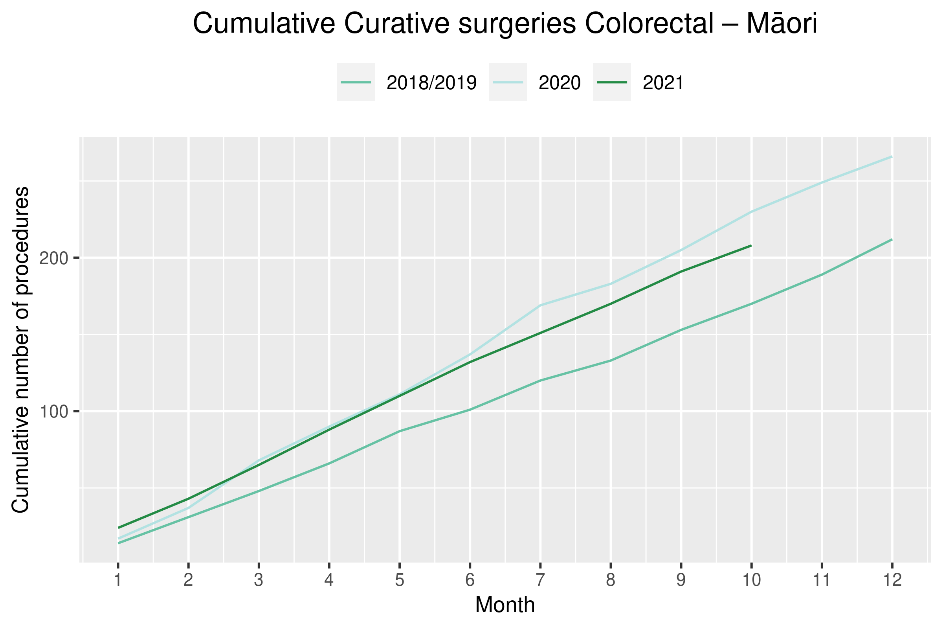 Cumulative Curative surgeries Colorectal – Māori
2018/2019 2020 2021
Cumulative number of procedures
200
100
1 2 3 4 5 6 7 8 9 10 11 12
Month